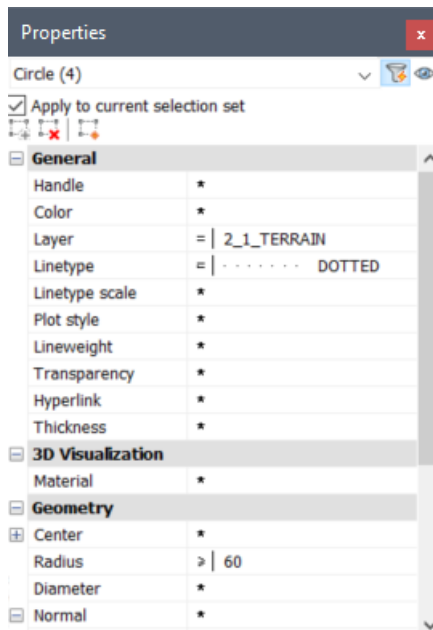 Properties x
Circle (4)
Apply to current selection set
General
Handle *
Color *
Layer = 2_1_TERRAIN
Linetype = · · · · · · · DOTTED
Linetype scale *
Plot style *
Lineweight *
Transparency *
Hyperlink *
Thickness *
3D Visualization
Material *
Geometry
Center *
Radius ≥ 60
Diameter *
Normal *